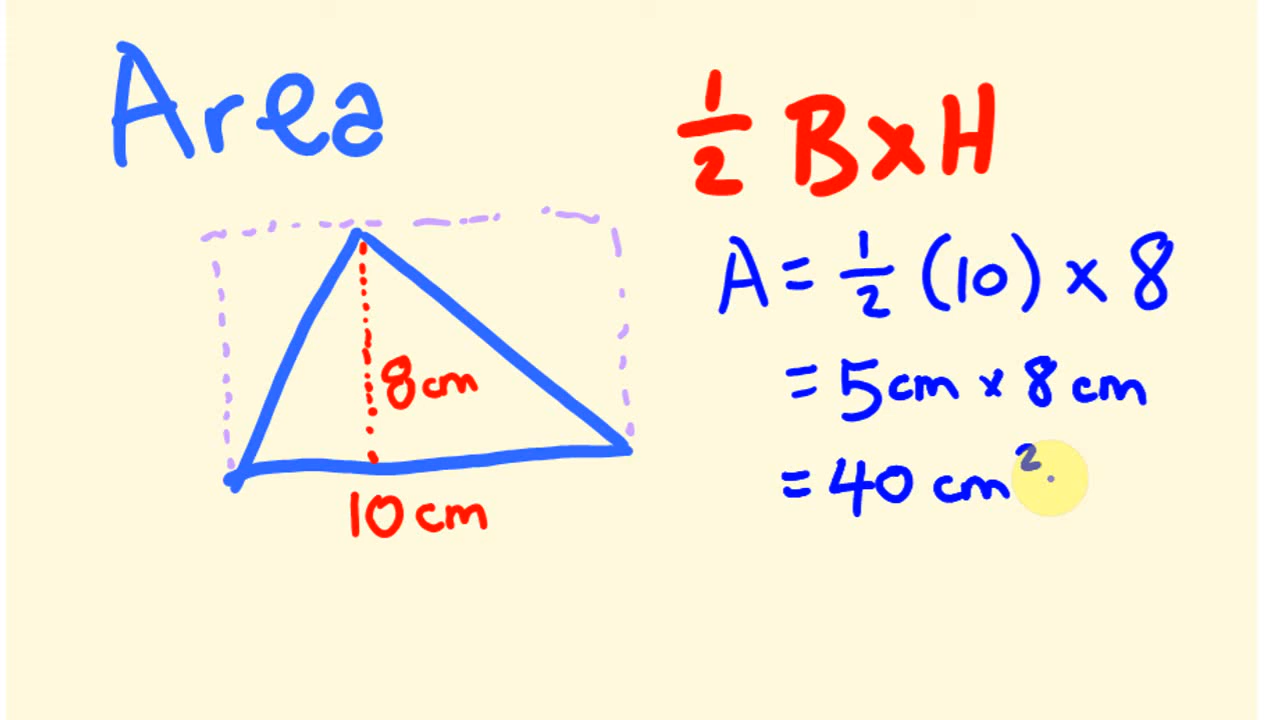 Area
1/2 B x H
A = 1/2 (10) x 8
= 5cm x 8 cm
= 40 cm²
8cm
10cm